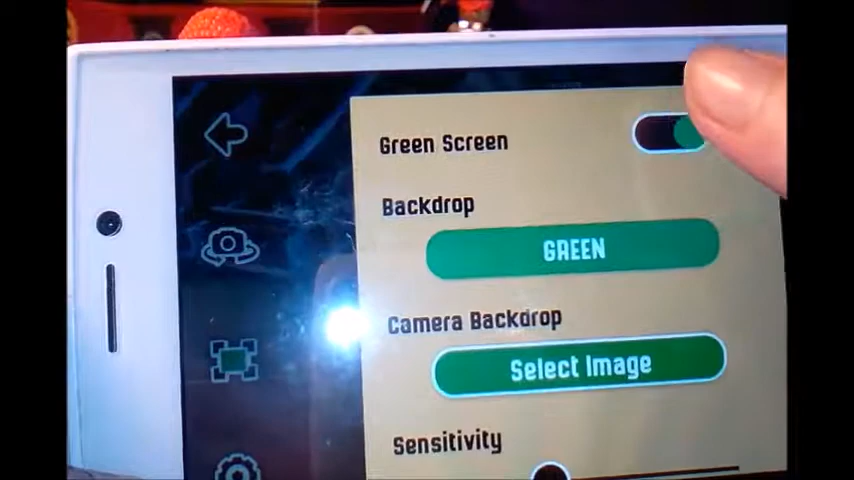 Green Screen
Backdrop
GREEN
Camera Backdrop
Select Image
Sensitivity